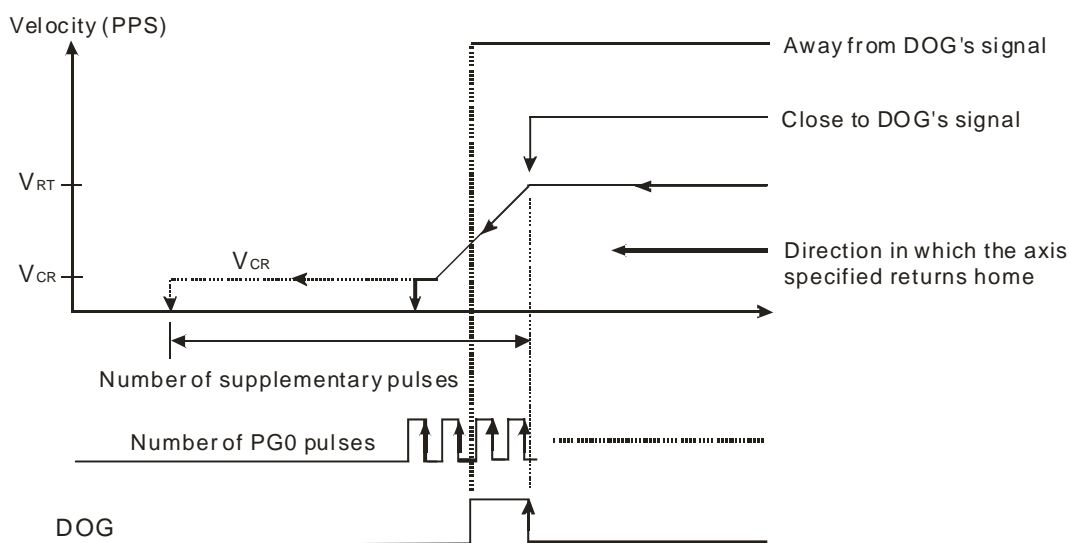 Velocity (PPS)
Away from DOG's signal
Close to DOG's signal
VRT
Direction in which the axis
specified returns home
VCR
VCR
Number of supplementary pulses
Number of PG0 pulses
DOG